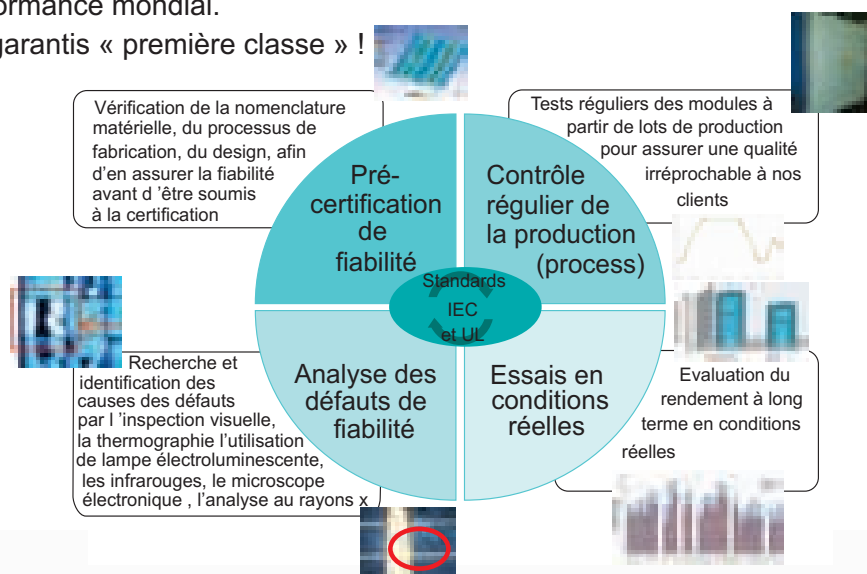 formance mondial.
garantis « première classe » !
Vérification de la nomenclature
matérielle, du processus de
fabrication, du design, afin
d'en assurer la fiabilité
avant d 'être soumis
à la certification
Pré-
certification
de
fiabilité
Contrôle
régulier de
la production
(process)
Tests réguliers des modules à
partir de lots de production
pour assurer une qualité
irréprochable à nos
clients
Standards
IEC
et UL
Recherche et
identification des
causes des défauts
par l 'inspection visuelle,
la thermographie l'utilisation
de lampe électroluminescente,
les infrarouges, le microscope
électronique , l'analyse au rayons x
Analyse des
défauts de
fiabilité
Essais en
conditions
réelles
Evaluation du
rendement à long
terme en conditions
réelles